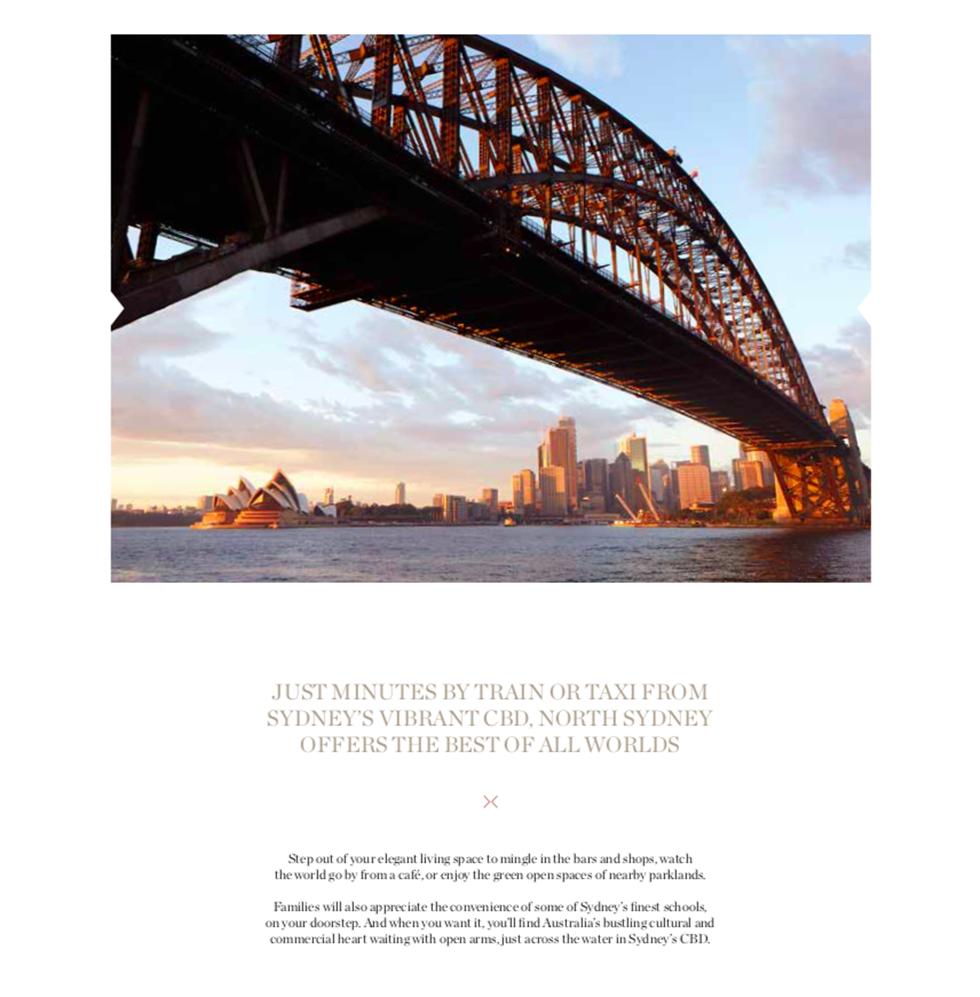 JUST MINUTES BY TRAIN OR TAXI FROM
SYDNEY’S VIBRANT CBD, NORTH SYDNEY
OFFERS THE BEST OF ALL WORLDS
Step out of your elegant living space to mingle in the bars and shops, watch
the world go by from a café, or enjoy the green open spaces of nearby parklands.
Families will also appreciate the convenience of some of Sydney’s finest schools,
on your doorstep. And when you want it, you’ll find Australia’s bustling cultural and
commercial heart waiting with open arms, just across the water in Sydney’s CBD.